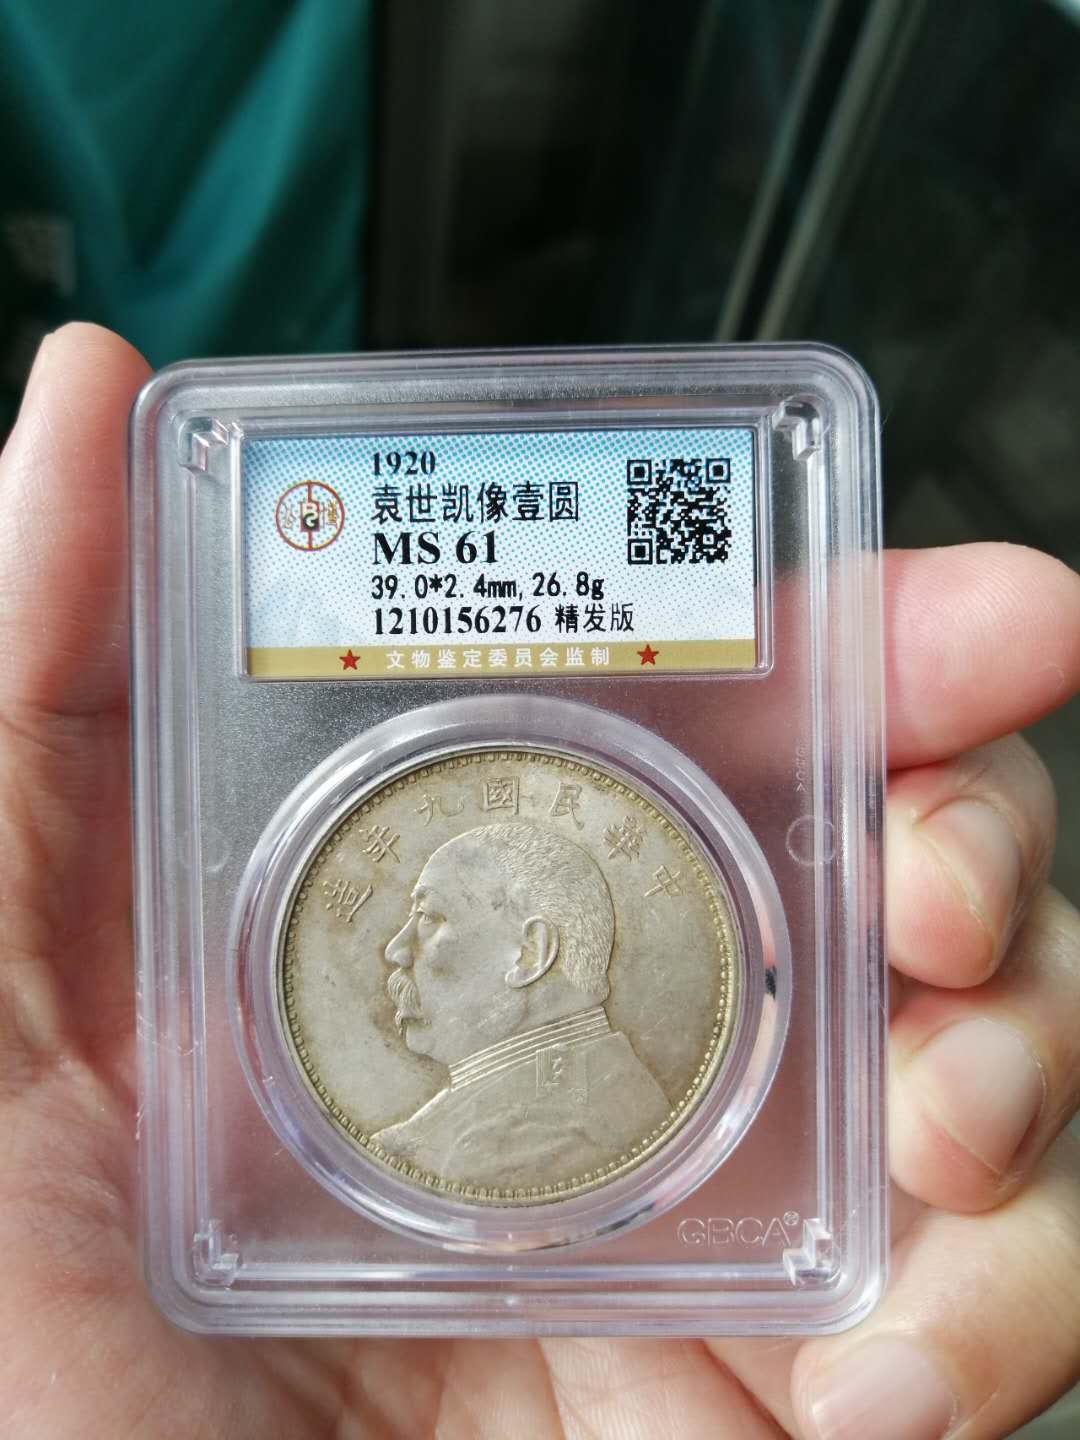 1920
袁世凯像壹圆
MS 61
39.0*2.4mm,26.8g
1210156276 精发版
★ 文物鉴定委员会监制 ★
中華民國九年造
GBCA®